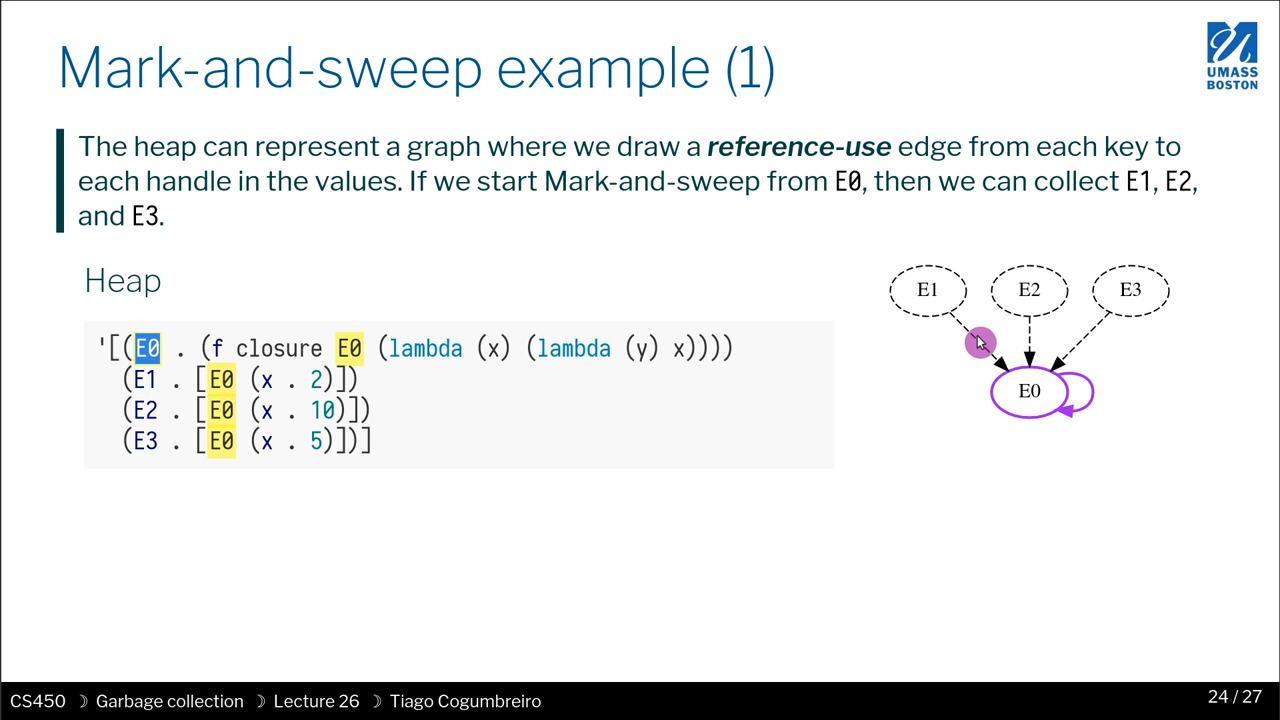 Mark-and-sweep example (1)
UMASS
BOSTON
The heap can represent a graph where we draw a reference-use edge from each key to
each handle in the values. If we start Mark-and-sweep from E0, then we can collect E1, E2,
and E3.
Heap
'[(E0 . (f closure E0 (lambda (x) (lambda (y) x))))
(E1 . [E0 (x . 2)])
(E2 . [E0 (x . 10)])
(E3 . [E0 (x . 5)])]
E1 E2 E3
E0
CS450 ☽ Garbage collection ☽ Lecture 26 ☽ Tiago Cogumbreiro
24 / 27